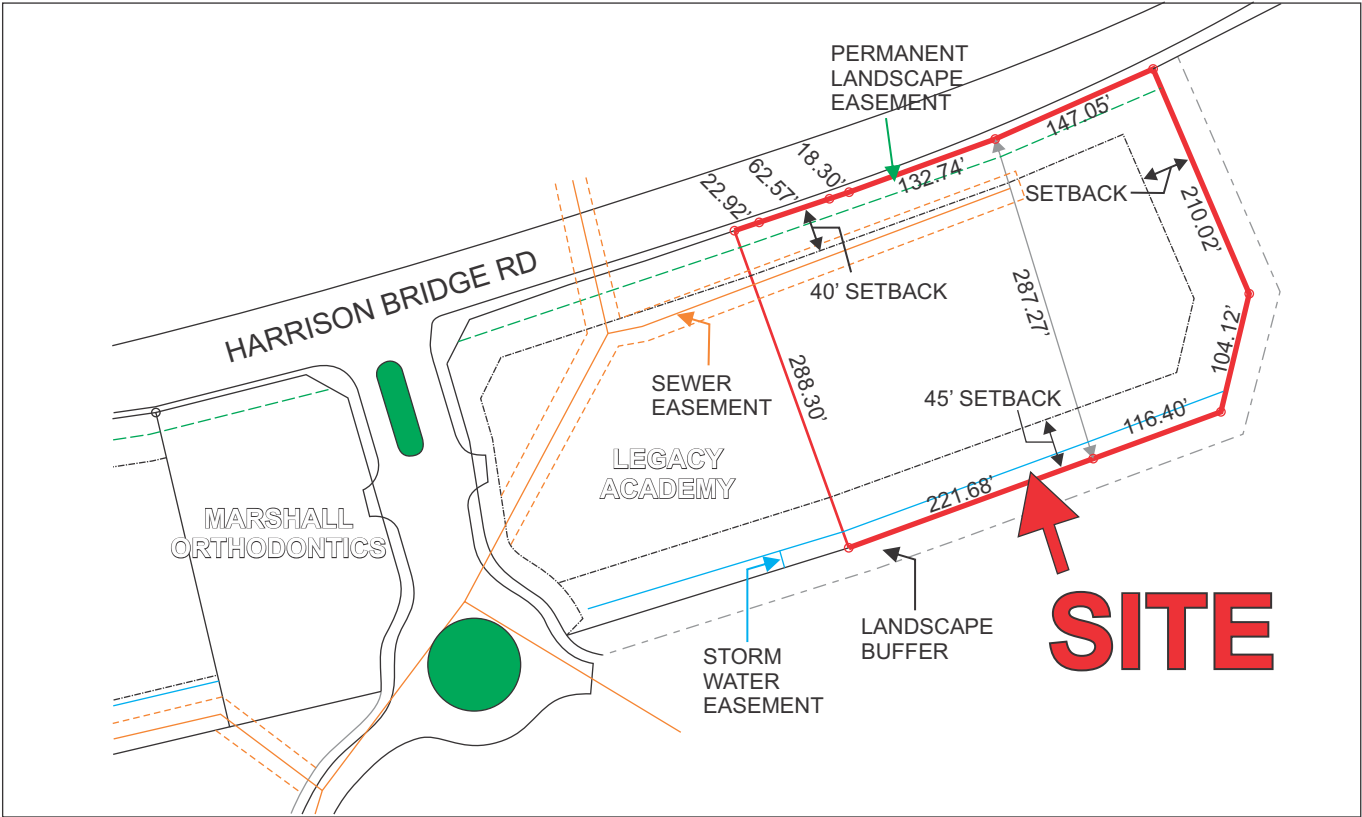 PERMANENT
LANDSCAPE
EASEMENT
147.05’
18.30’
62.57’
22.92’
132.74’
SETBACK
210.02’
HARRISON BRIDGE RD
40’ SETBACK
287.27’
104.12’
SEWER
EASEMENT
288.30’
45’ SETBACK
116.40’
LEGACY
ACADEMY
221.68’
MARSHALL
ORTHODONTICS
SITE
LANDSCAPE
BUFFER
STORM
WATER
EASEMENT